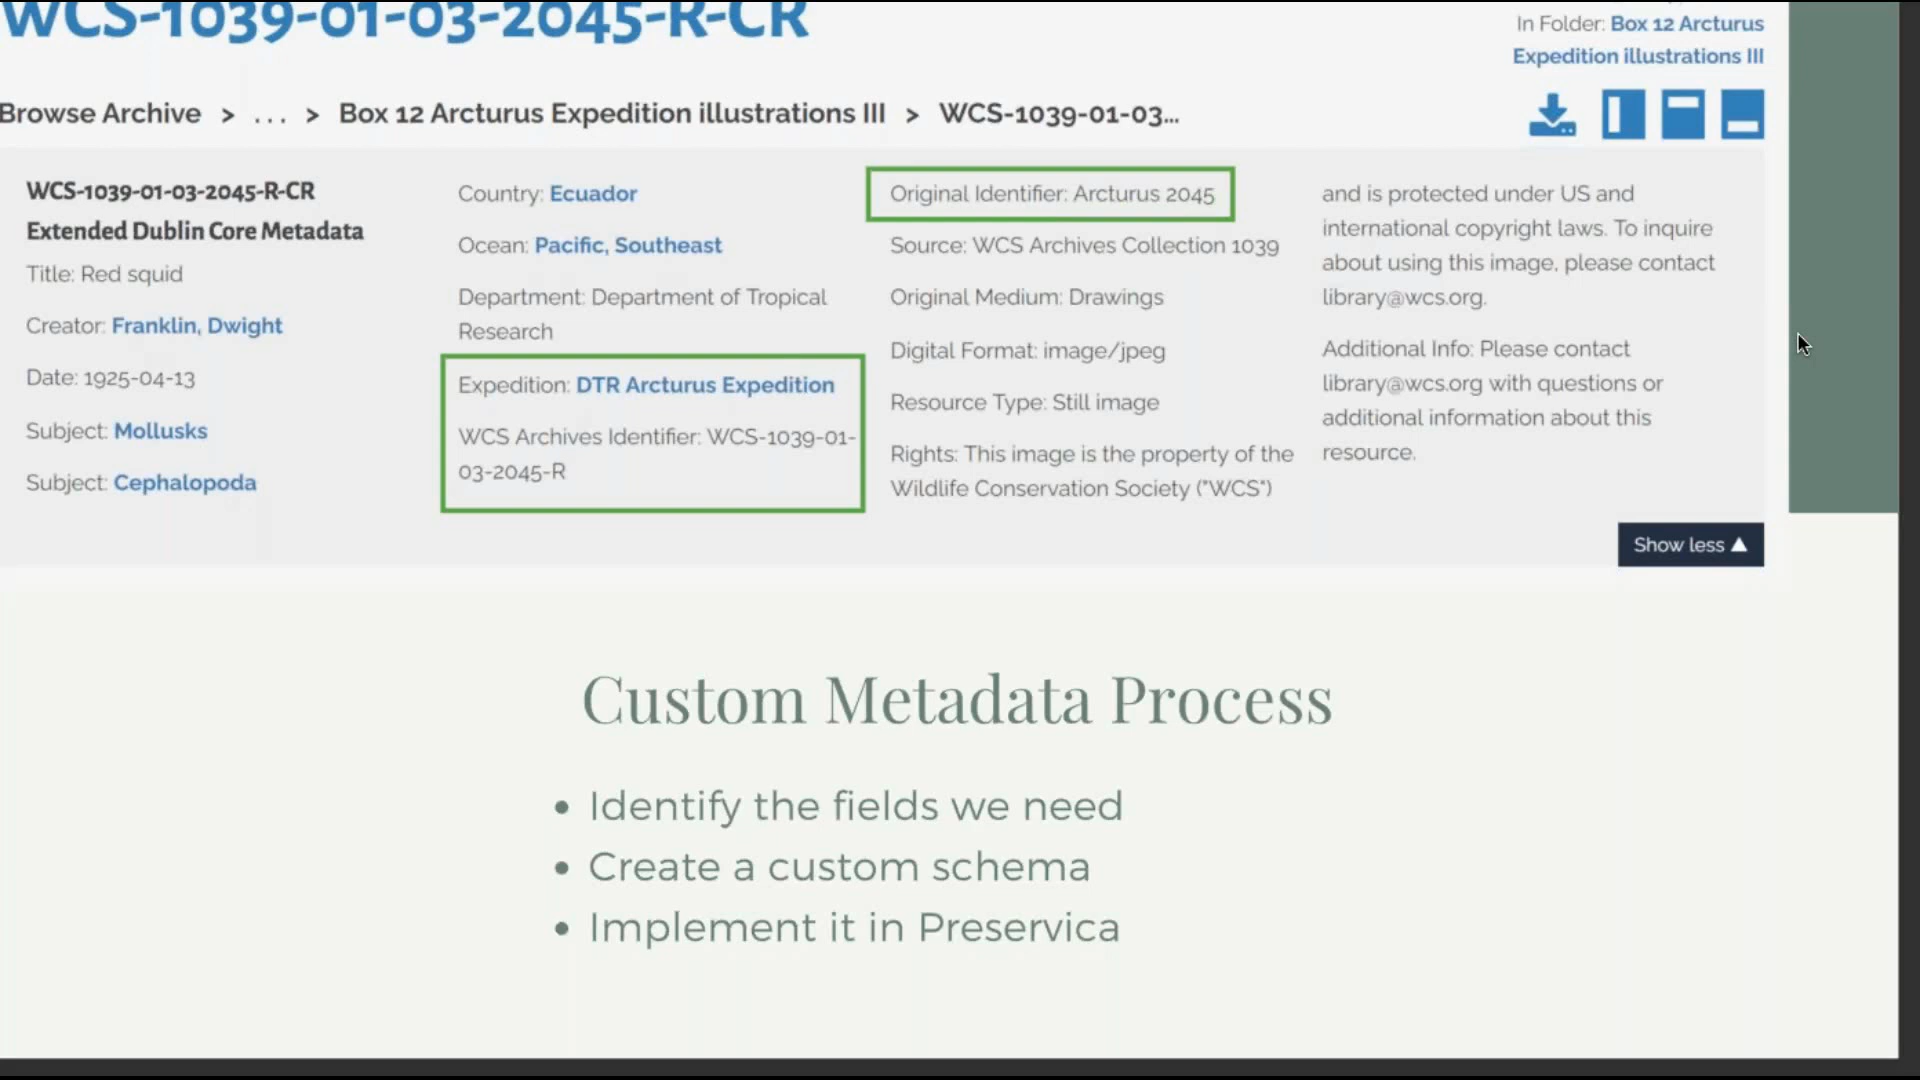 WCS-1039-01-03-2045-R-CR
In Folder: Box 12 Arcturus
Expedition illustrations III
Browse Archive > ... > Box 12 Arcturus Expedition illustrations III > WCS-1039-01-03...
WCS-1039-01-03-2045-R-CR
Extended Dublin Core Metadata
Title: Red squid
Creator: Franklin, Dwight
Date: 1925-04-13
Subject: Mollusks
Subject: Cephalopoda
Country: Ecuador
Ocean: Pacific, Southeast
Department: Department of Tropical
Research
Expedition: DTR Arcturus Expedition
WCS Archives Identifier: WCS-1039-01-
03-2045-R
Original Identifier: Arcturus 2045
Source: WCS Archives Collection 1039
Original Medium: Drawings
Digital Format: image/jpeg
Resource Type: Still image
Rights: This image is the property of the
Wildlife Conservation Society ("WCS")
and is protected under US and
international copyright laws. To inquire
about using this image, please contact
library@wcs.org.
Additional Info: Please contact
library@wcs.org with questions or
additional information about this
resource.
Show less ▲
Custom Metadata Process
• Identify the fields we need
• Create a custom schema
• Implement it in Preservica